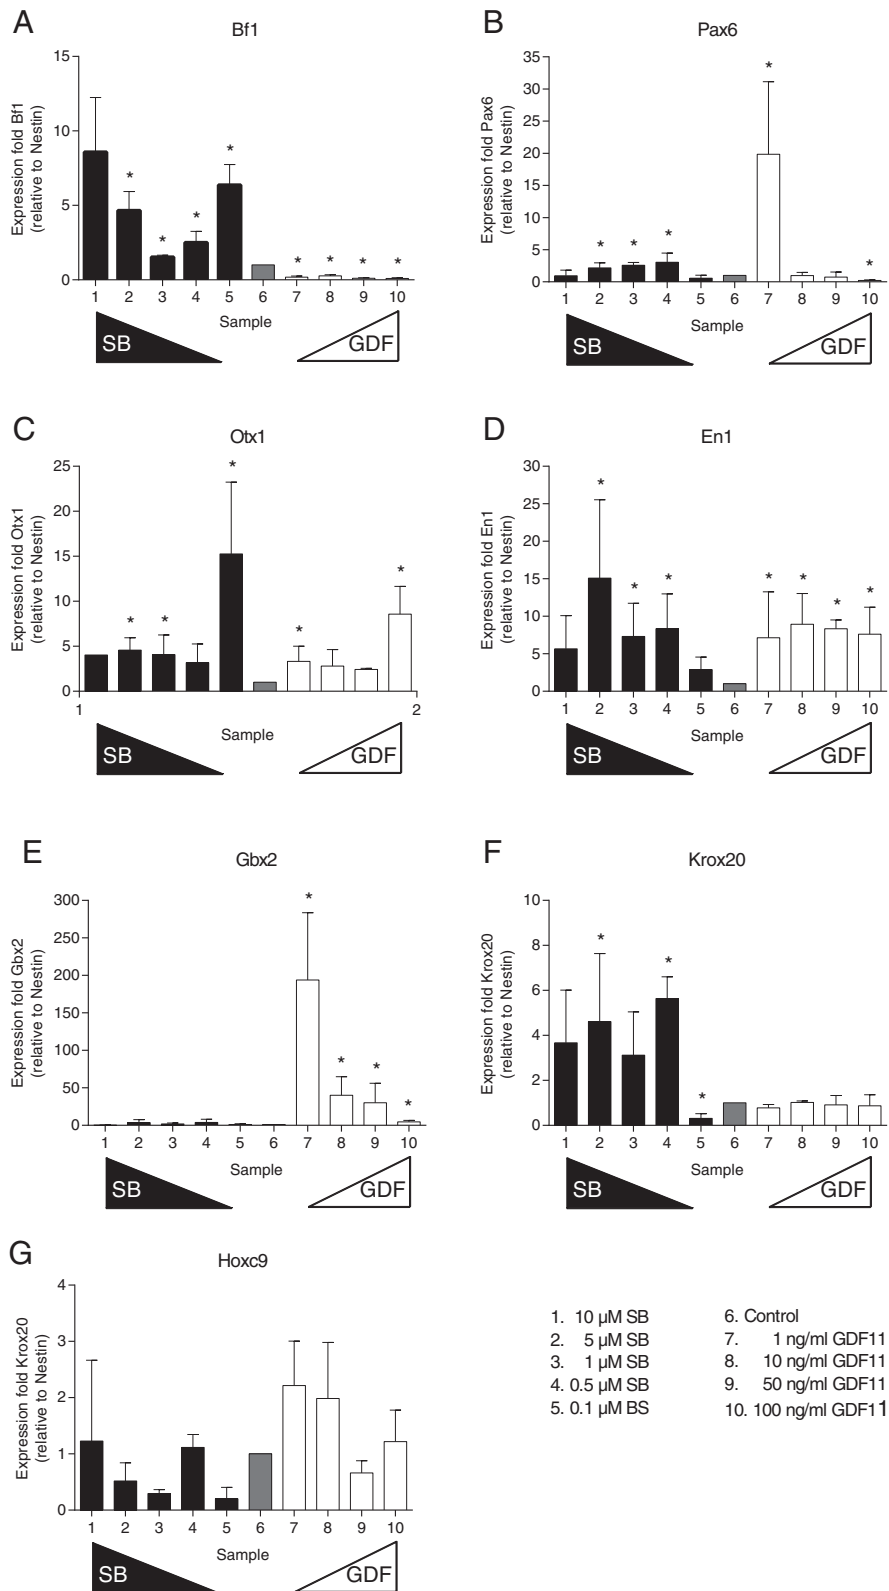 A
Bf1
Expression fold Bf1
(relative to Nestin)
15
10
5
0
1 2 3 4 5 6 7 8 9 10
* * * * * * * *
Sample
SB
GDF
B
Pax6
Expression fold Pax6
(relative to Nestin)
35
30
25
20
15
10
5
0
1 2 3 4 5 6 7 8 9 10
* * * * *
Sample
SB
GDF
C
Otx1
Expression fold Otx1
(relative to Nestin)
25
20
15
10
5
0
1 2
* * * * *
Sample
SB
GDF
D
En1
Expression fold En1
(relative to Nestin)
30
25
20
15
10
5
0
1 2 3 4 5 6 7 8 9 10
* * * * * * *
Sample
SB
GDF
E
Gbx2
Expression fold Gbx2
(relative to Nestin)
300
250
200
150
100
50
0
1 2 3 4 5 6 7 8 9 10
* * * *
Sample
SB
GDF
F
Krox20
Expression fold Krox20
(relative to Nestin)
10
8
6
4
2
0
1 2 3 4 5 6 7 8 9 10
* * *
Sample
SB
GDF
G
Hoxc9
Expression fold Krox20
(relative to Nestin)
4
3
2
1
0
1 2 3 4 5 6 7 8 9 10
Sample
SB
GDF
1. 10 µM SB
2. 5 µM SB
3. 1 µM SB
4. 0.5 µM SB
5. 0.1 µM BS
6. Control
7. 1 ng/ml GDF11
8. 10 ng/ml GDF11
9. 50 ng/ml GDF11
10. 100 ng/ml GDF11